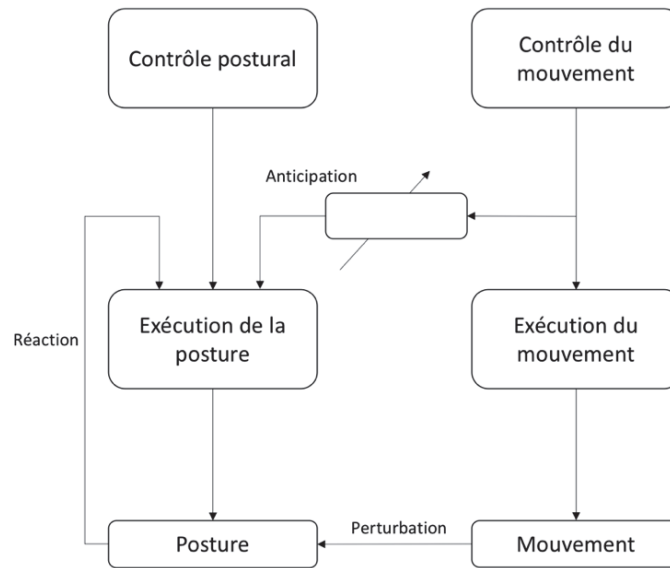 Contrôle postural
Contrôle du
mouvement
Anticipation
Exécution de la
posture
Exécution du
mouvement
Réaction
Perturbation
Posture
Mouvement